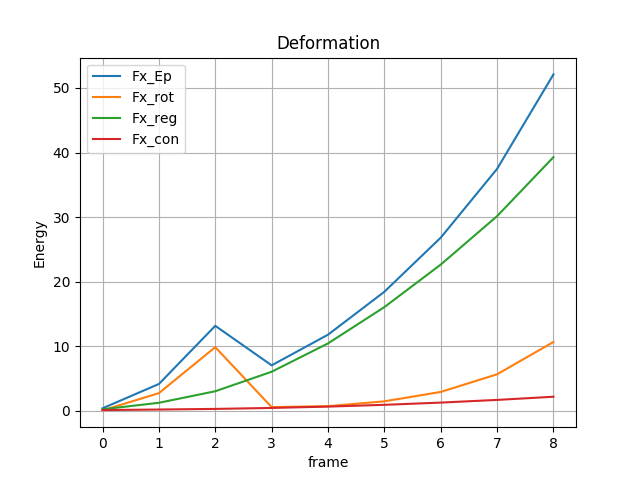 Deformation
Fx_Ep
Fx_rot
Fx_reg
Fx_con
Energy
50
40
30
20
10
0
0 1 2 3 4 5 6 7 8
frame